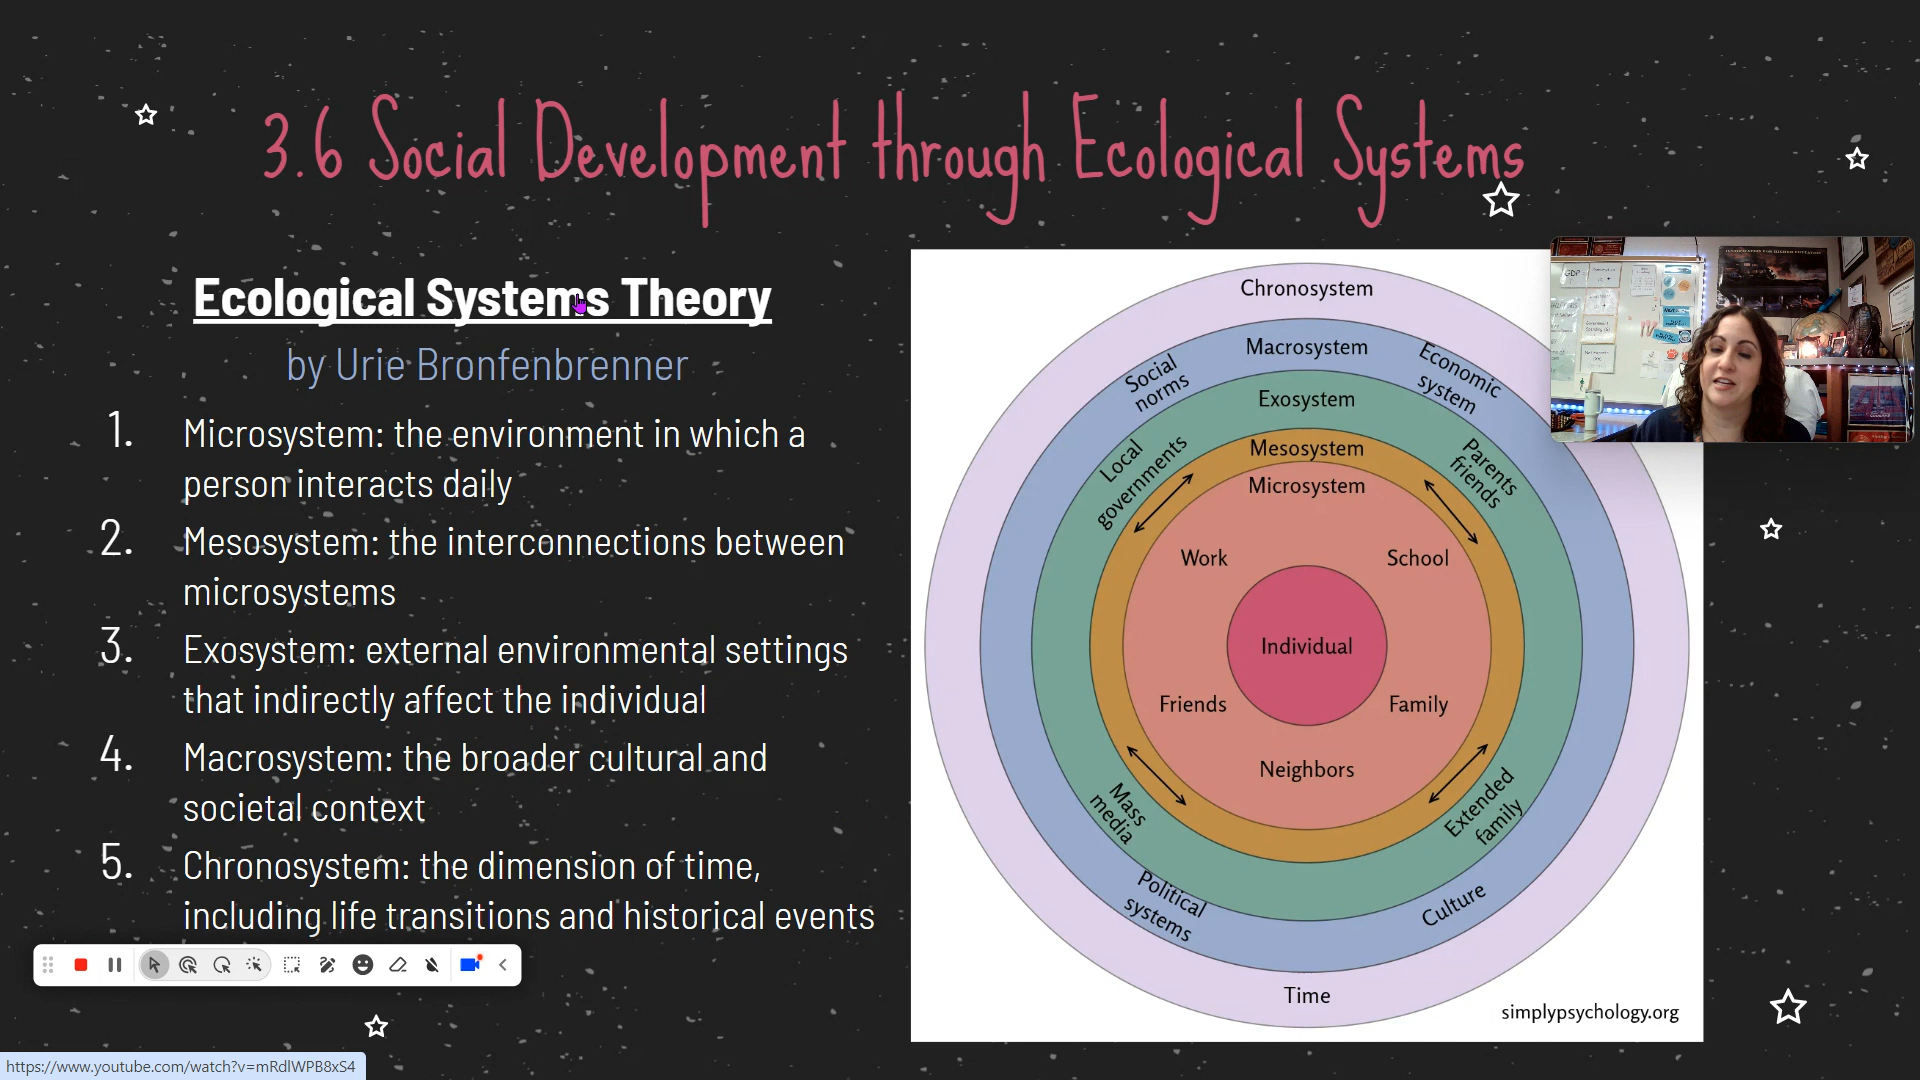 3.6 Social Development through Ecological Systems
Ecological Systems Theory
by Urie Bronfenbrenner
1. Microsystem: the environment in which a
person interacts daily
2. Mesosystem: the interconnections between
microsystems
3. Exosystem: external environmental settings
that indirectly affect the individual
4. Macrosystem: the broader cultural and
societal context
5. Chronosystem: the dimension of time,
including life transitions and historical events
Chronosystem
Macrosystem
Social
norms
Economic
system
Exosystem
Local
governments
Parents
friends
Mesosystem
Microsystem
Work
School
Individual
Friends
Family
Neighbors
Mass
media
Extended
family
Political
systems
Culture
Time
simplypsychology.org
GDP
https://www.youtube.com/watch?v=mRdlWPB8xS4